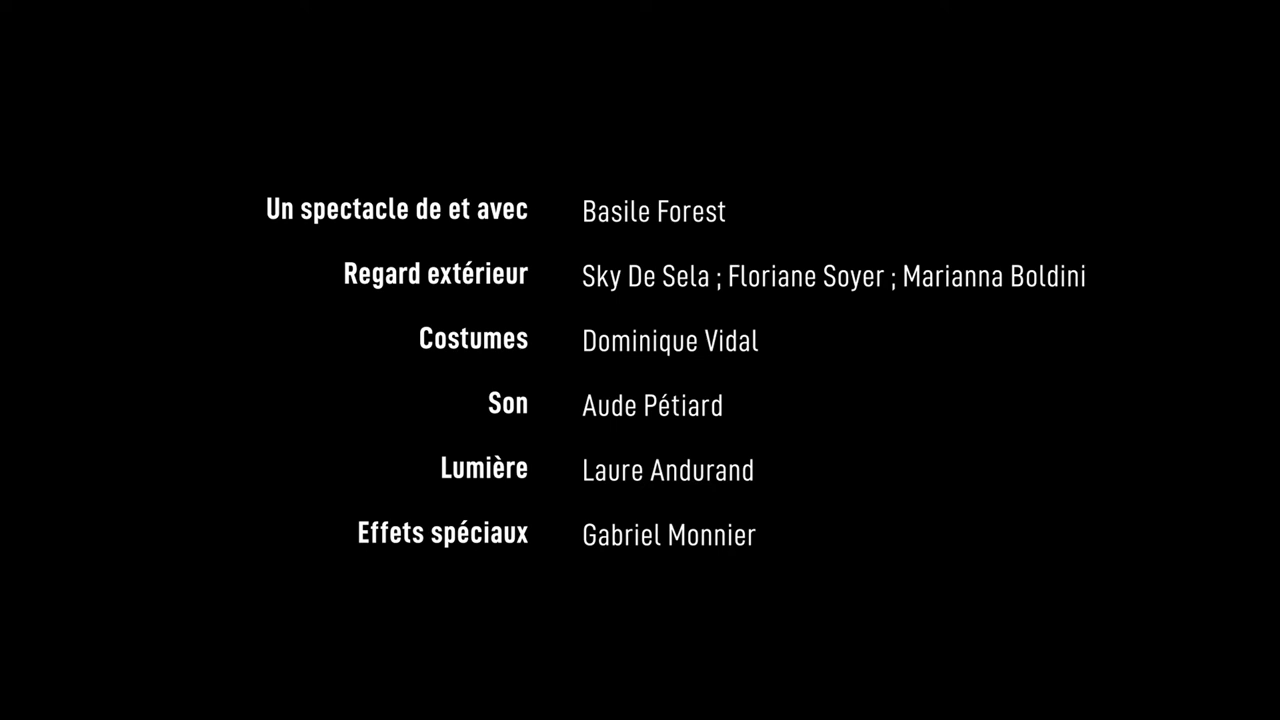 Un spectacle de et avec Basile Forest
Regard extérieur Sky De Sela ; Floriane Soyer ; Marianna Boldini
Costumes Dominique Vidal
Son Aude Pétiard
Lumière Laure Andurand
Effets spéciaux Gabriel Monnier